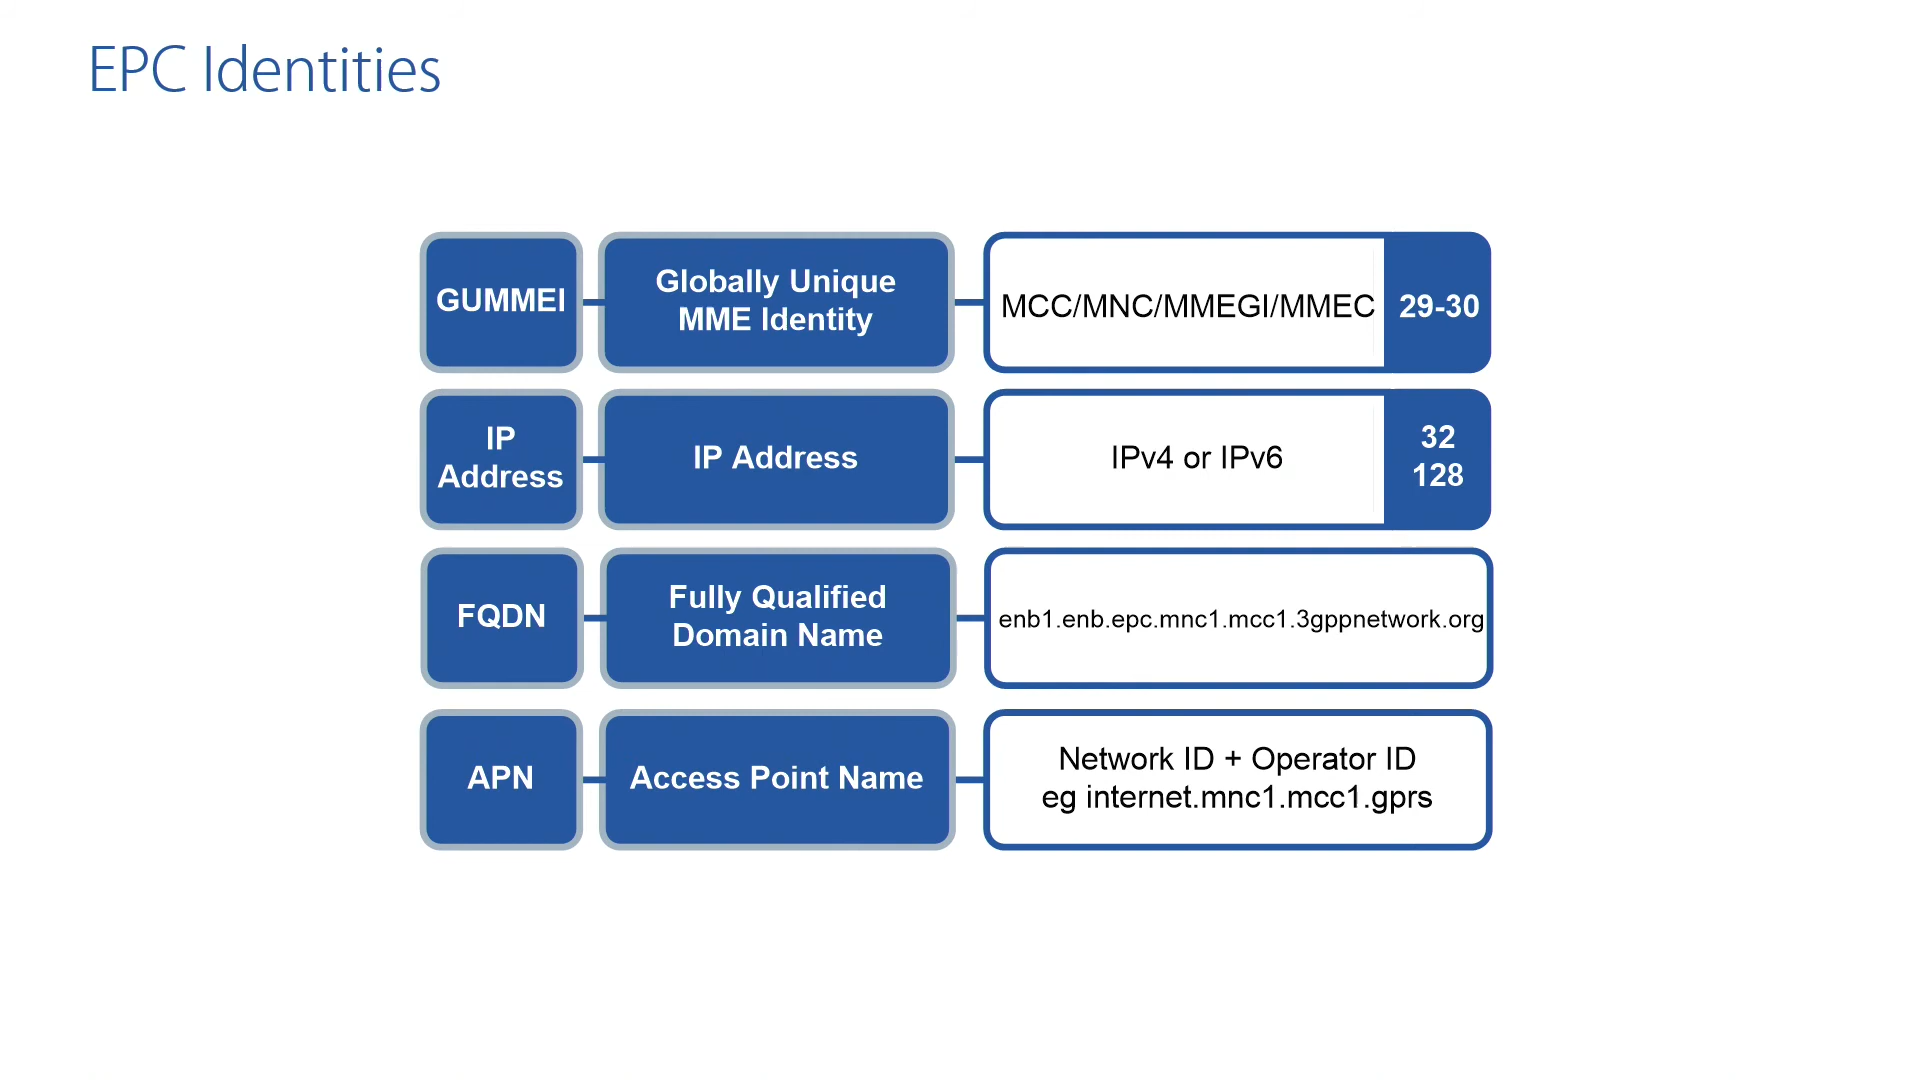 EPC Identities
GUMMEI
Globally Unique
MME Identity
MCC/MNC/MMEGI/MMEC
29-30
IP
Address
IP Address
IPv4 or IPv6
32
128
FQDN
Fully Qualified
Domain Name
enb1.enb.epc.mnc1.mcc1.3gppnetwork.org
APN
Access Point Name
Network ID + Operator ID
eg internet.mnc1.mcc1.gprs